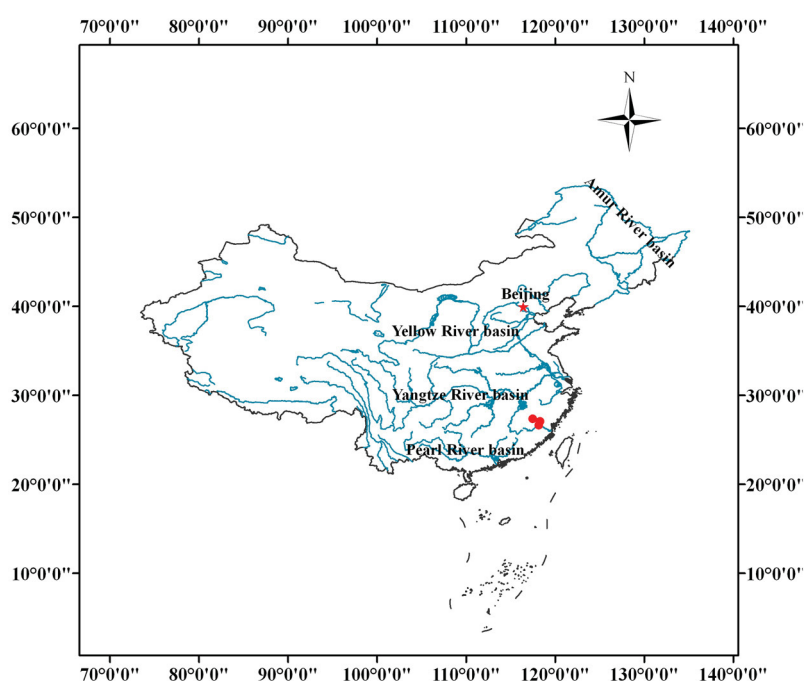 70°0'0" 80°0'0" 90°0'0" 100°0'0" 110°0'0" 120°0'0" 130°0'0" 140°0'0"
N
60°0'0" 60°0'0"
Amur River basin
50°0'0" 50°0'0"
Beijing
40°0'0" 40°0'0"
Yellow River basin
30°0'0" 30°0'0"
Yangtze River basin
Pearl River basin
20°0'0" 20°0'0"
10°0'0" 10°0'0"
70°0'0" 80°0'0" 90°0'0" 100°0'0" 110°0'0" 120°0'0" 130°0'0" 140°0'0"